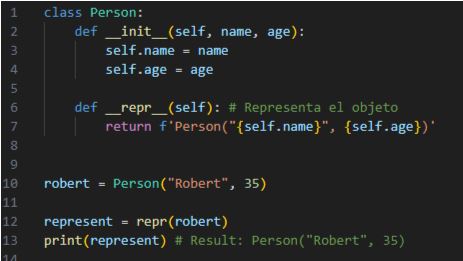 1 class Person:
2     def __init__(self, name, age):
3         self.name = name
4         self.age = age
5
6     def __repr__(self): # Representa el objeto
7         return f'Person("{self.name}", {self.age})'
8
9
10 robert = Person("Robert", 35)
11
12 represent = repr(robert)
13 print(represent) # Result: Person("Robert", 35)
14